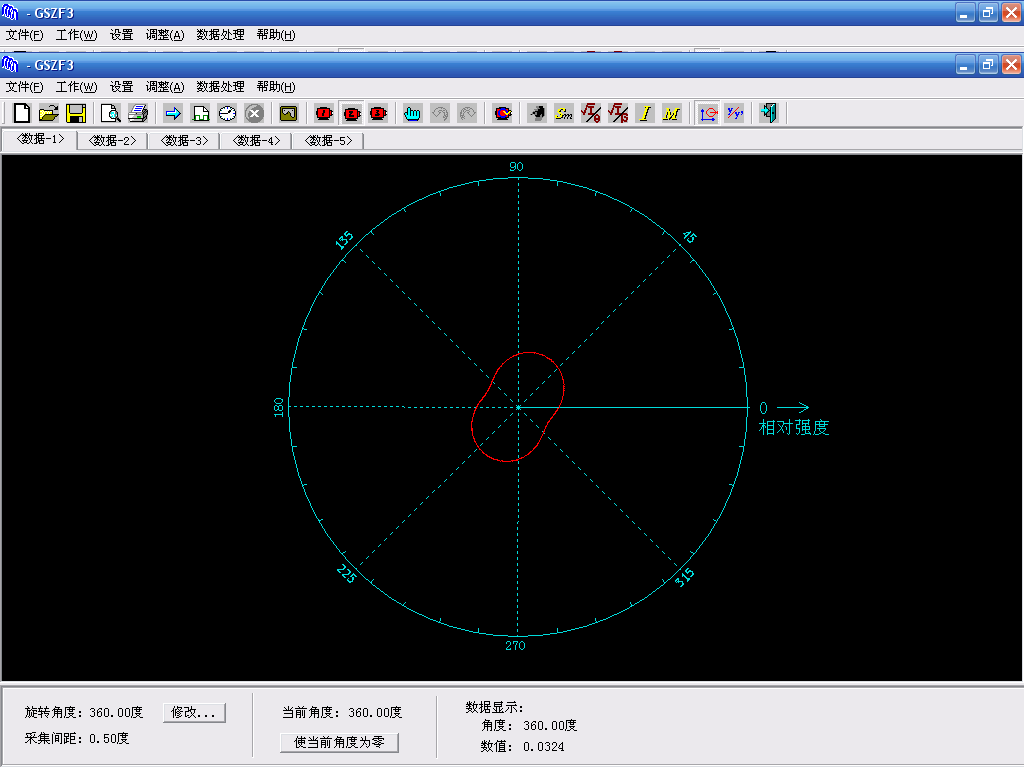 - GSZF3
文件(F) 工作(W) 设置 调整(A) 数据处理 帮助(H)
- GSZF3
文件(F) 工作(W) 设置 调整(A) 数据处理 帮助(H)
Sm I M
<数据-1> <数据-2> <数据-3> <数据-4> <数据-5>
90
135 45
180 0
相对强度
225 315
270
旋转角度: 360.00度 修改... 当前角度: 360.00度 数据显示:
角度: 360.00度
采集间距: 0.50度 使当前角度为零 数值: 0.0324